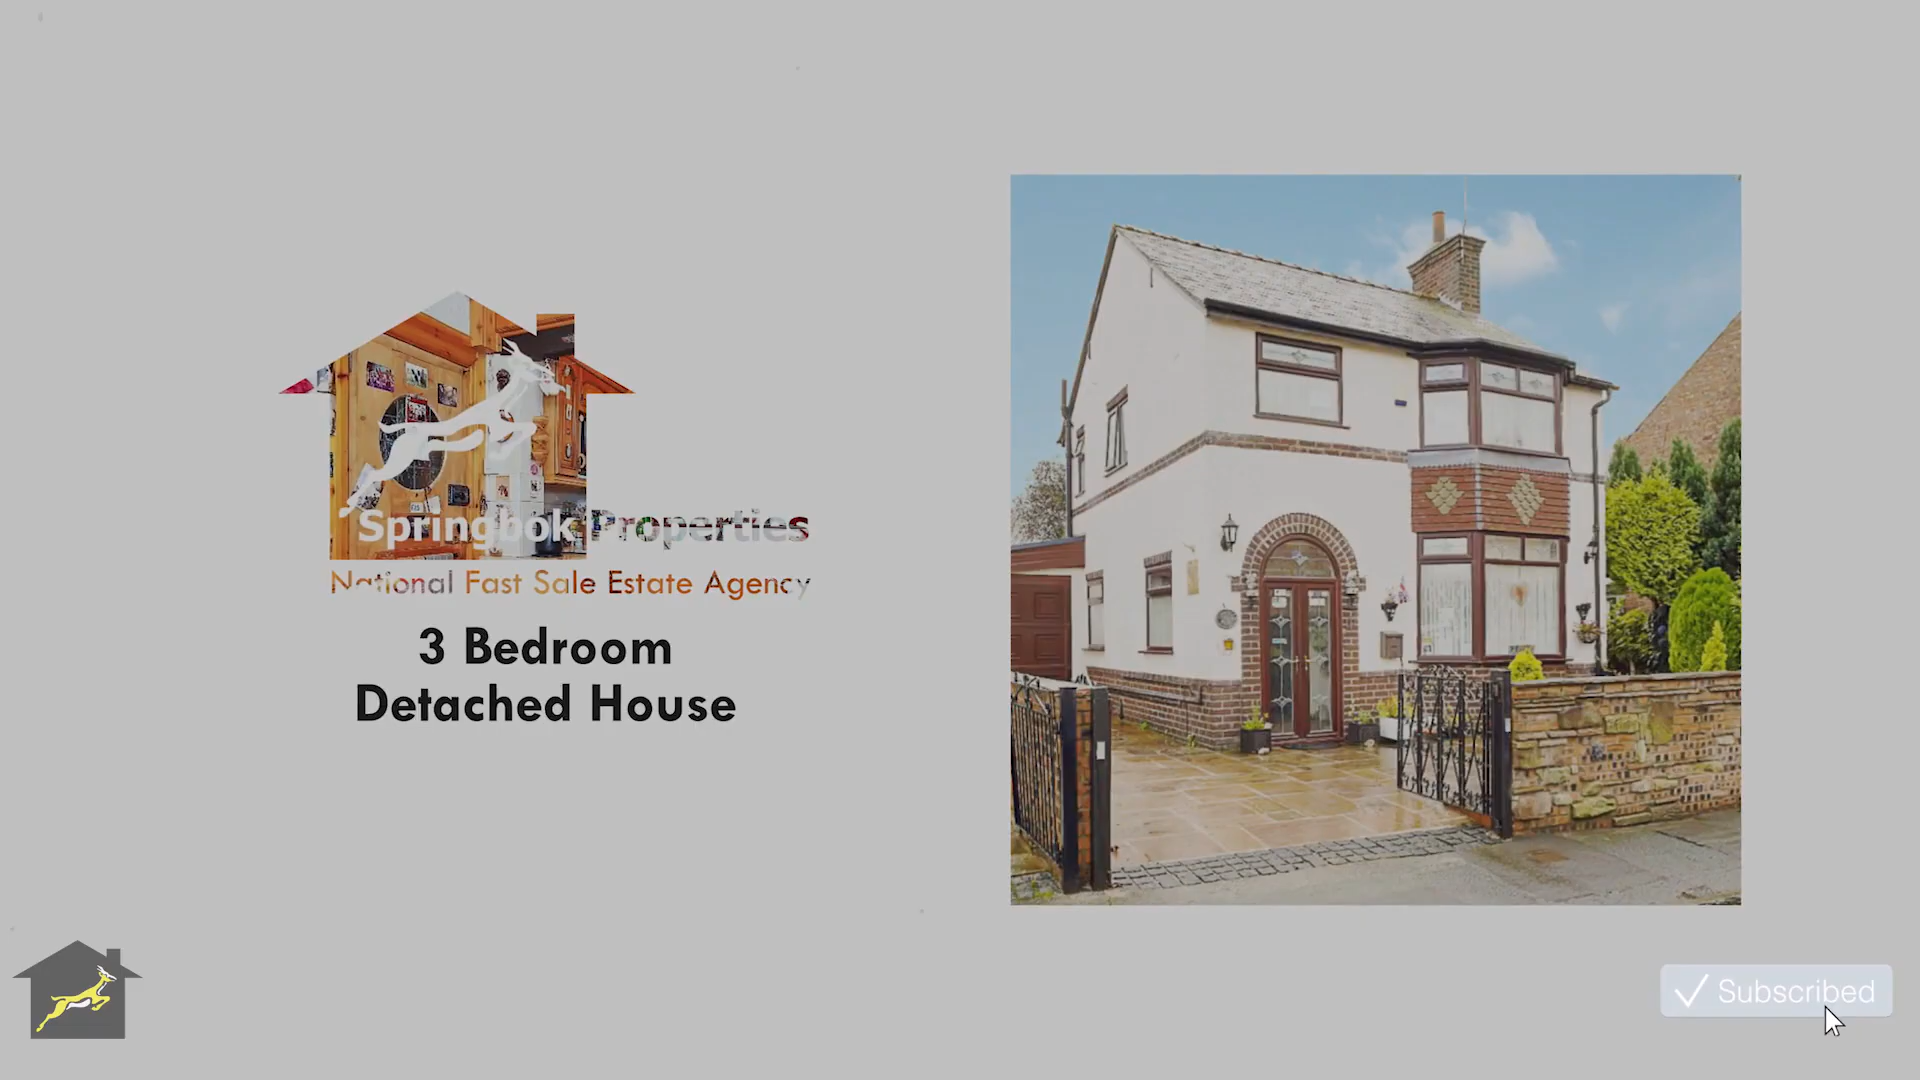 Springbok Properties
National Fast Sale Estate Agency
3 Bedroom
Detached House
Subscribed